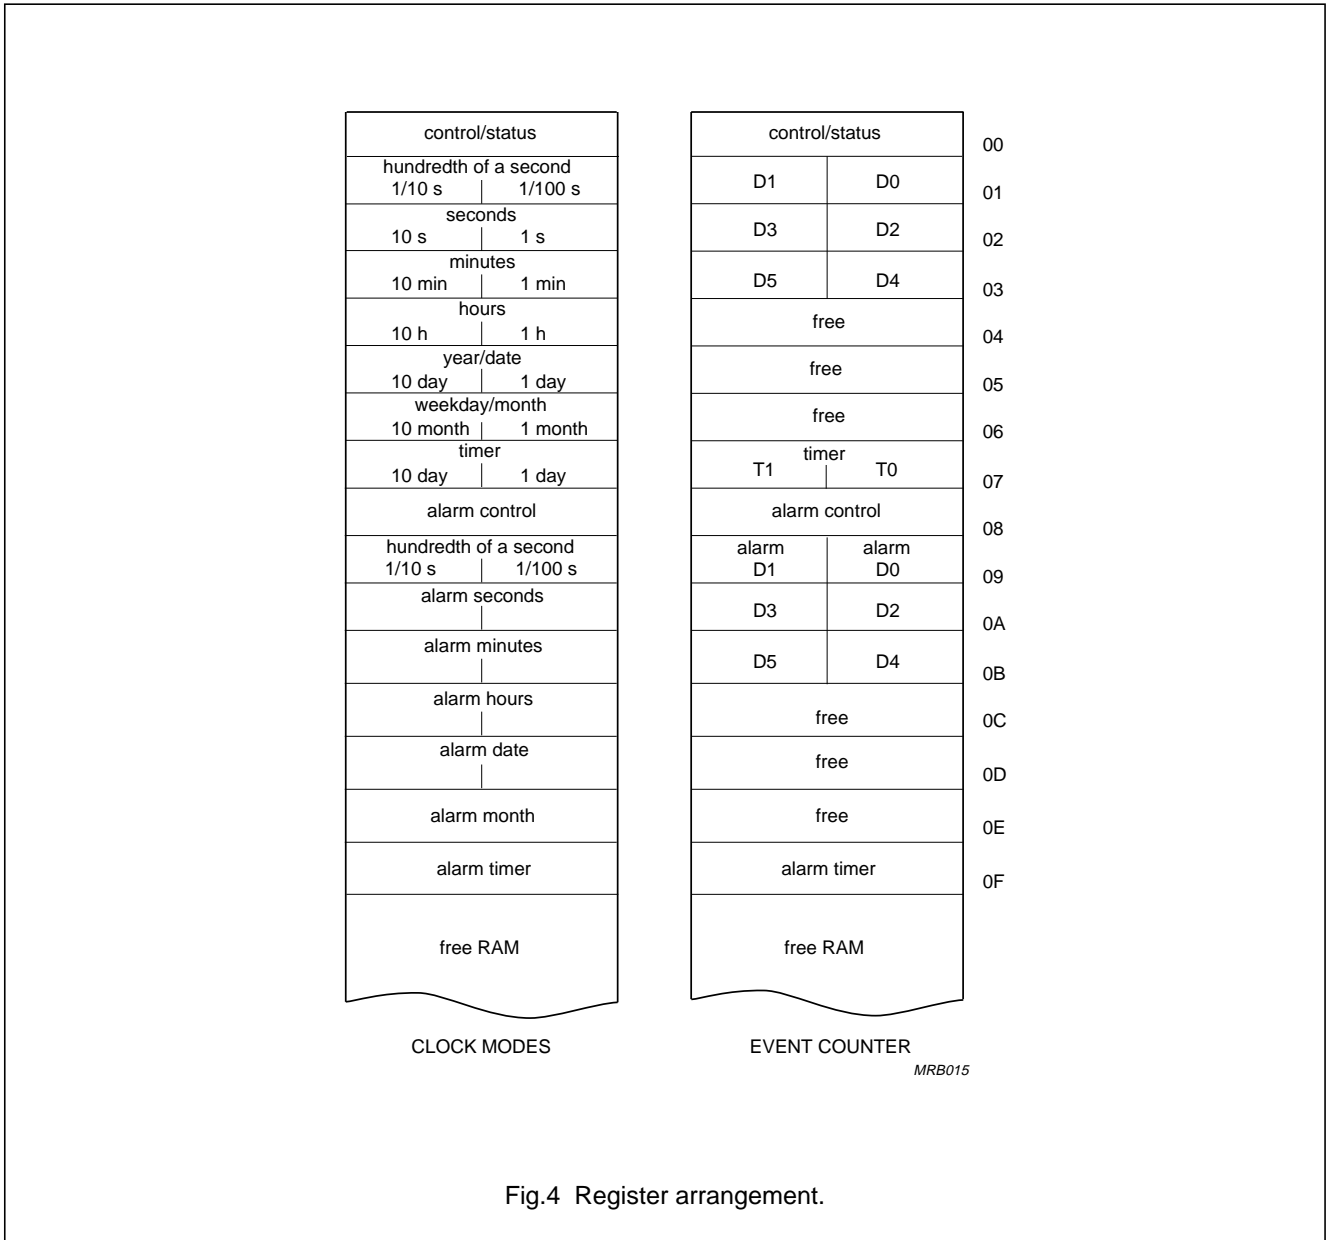 control/status
hundredth of a second
1/10 s 1/100 s
seconds
10 s 1 s
minutes
10 min 1 min
hours
10 h 1 h
year/date
10 day 1 day
weekday/month
10 month 1 month
timer
10 day 1 day
alarm control
hundredth of a second
1/10 s 1/100 s
alarm seconds
alarm minutes
alarm hours
alarm date
alarm month
alarm timer
free RAM
CLOCK MODES
control/status 00
D1 D0 01
D3 D2 02
D5 D4 03
free 04
free 05
free 06
timer
T1 T0 07
alarm control 08
alarm alarm
D1 D0 09
D3 D2 0A
D5 D4 0B
free 0C
free 0D
free 0E
alarm timer 0F
free RAM
EVENT COUNTER
MRB015
Fig.4 Register arrangement.